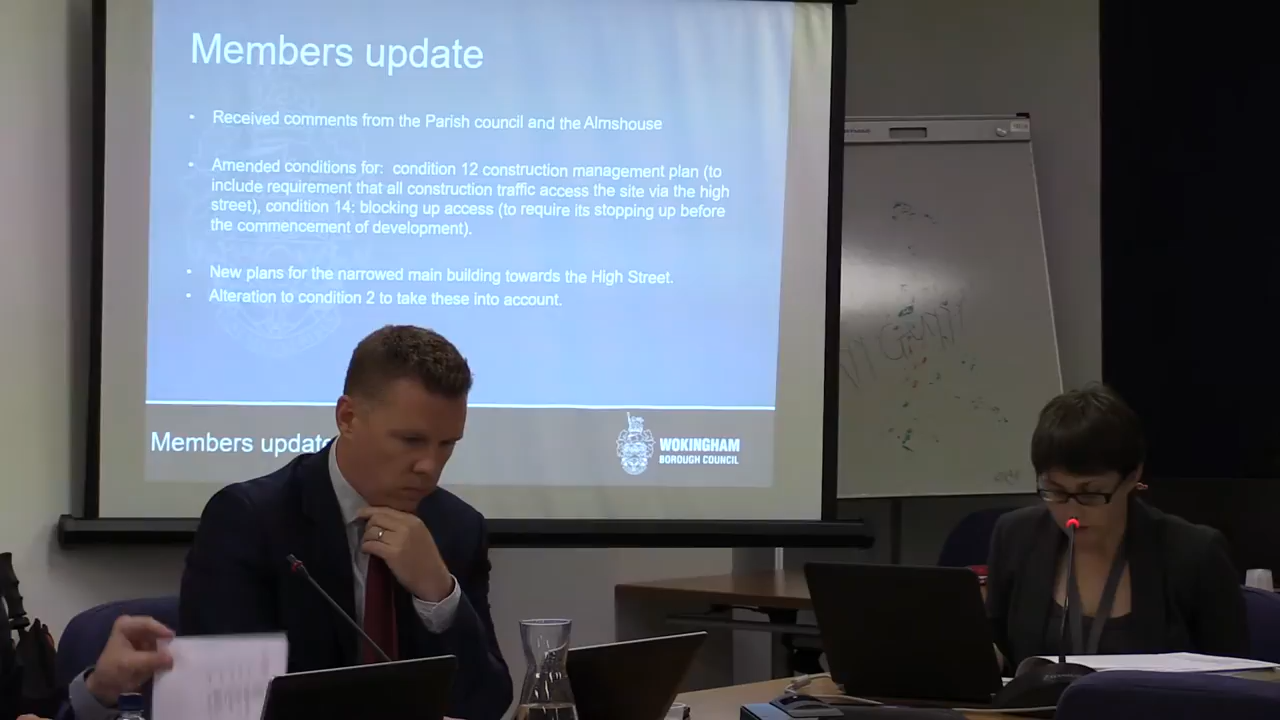 Members update
• Received comments from the Parish council and the Almshouse
• Amended conditions for: condition 12 construction management plan (to
include requirement that all construction traffic access the site via the high
street), condition 14: blocking up access (to require its stopping up before
the commencement of development).
• New plans for the narrowed main building towards the High Street.
• Alteration to condition 2 to take these into account.
Members update
WOKINGHAM
BOROUGH COUNCIL